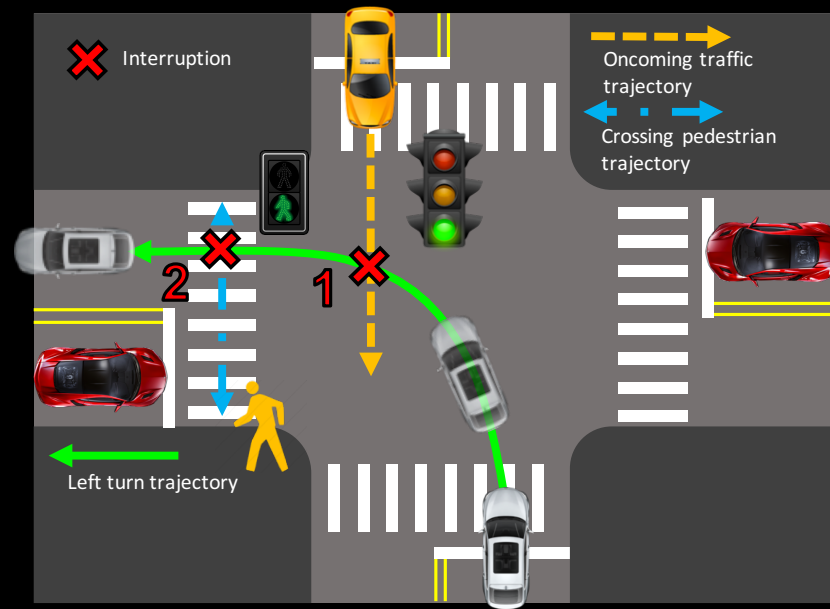 Interruption
Oncoming traffic
trajectory
Crossing pedestrian
trajectory
2
1
Left turn trajectory